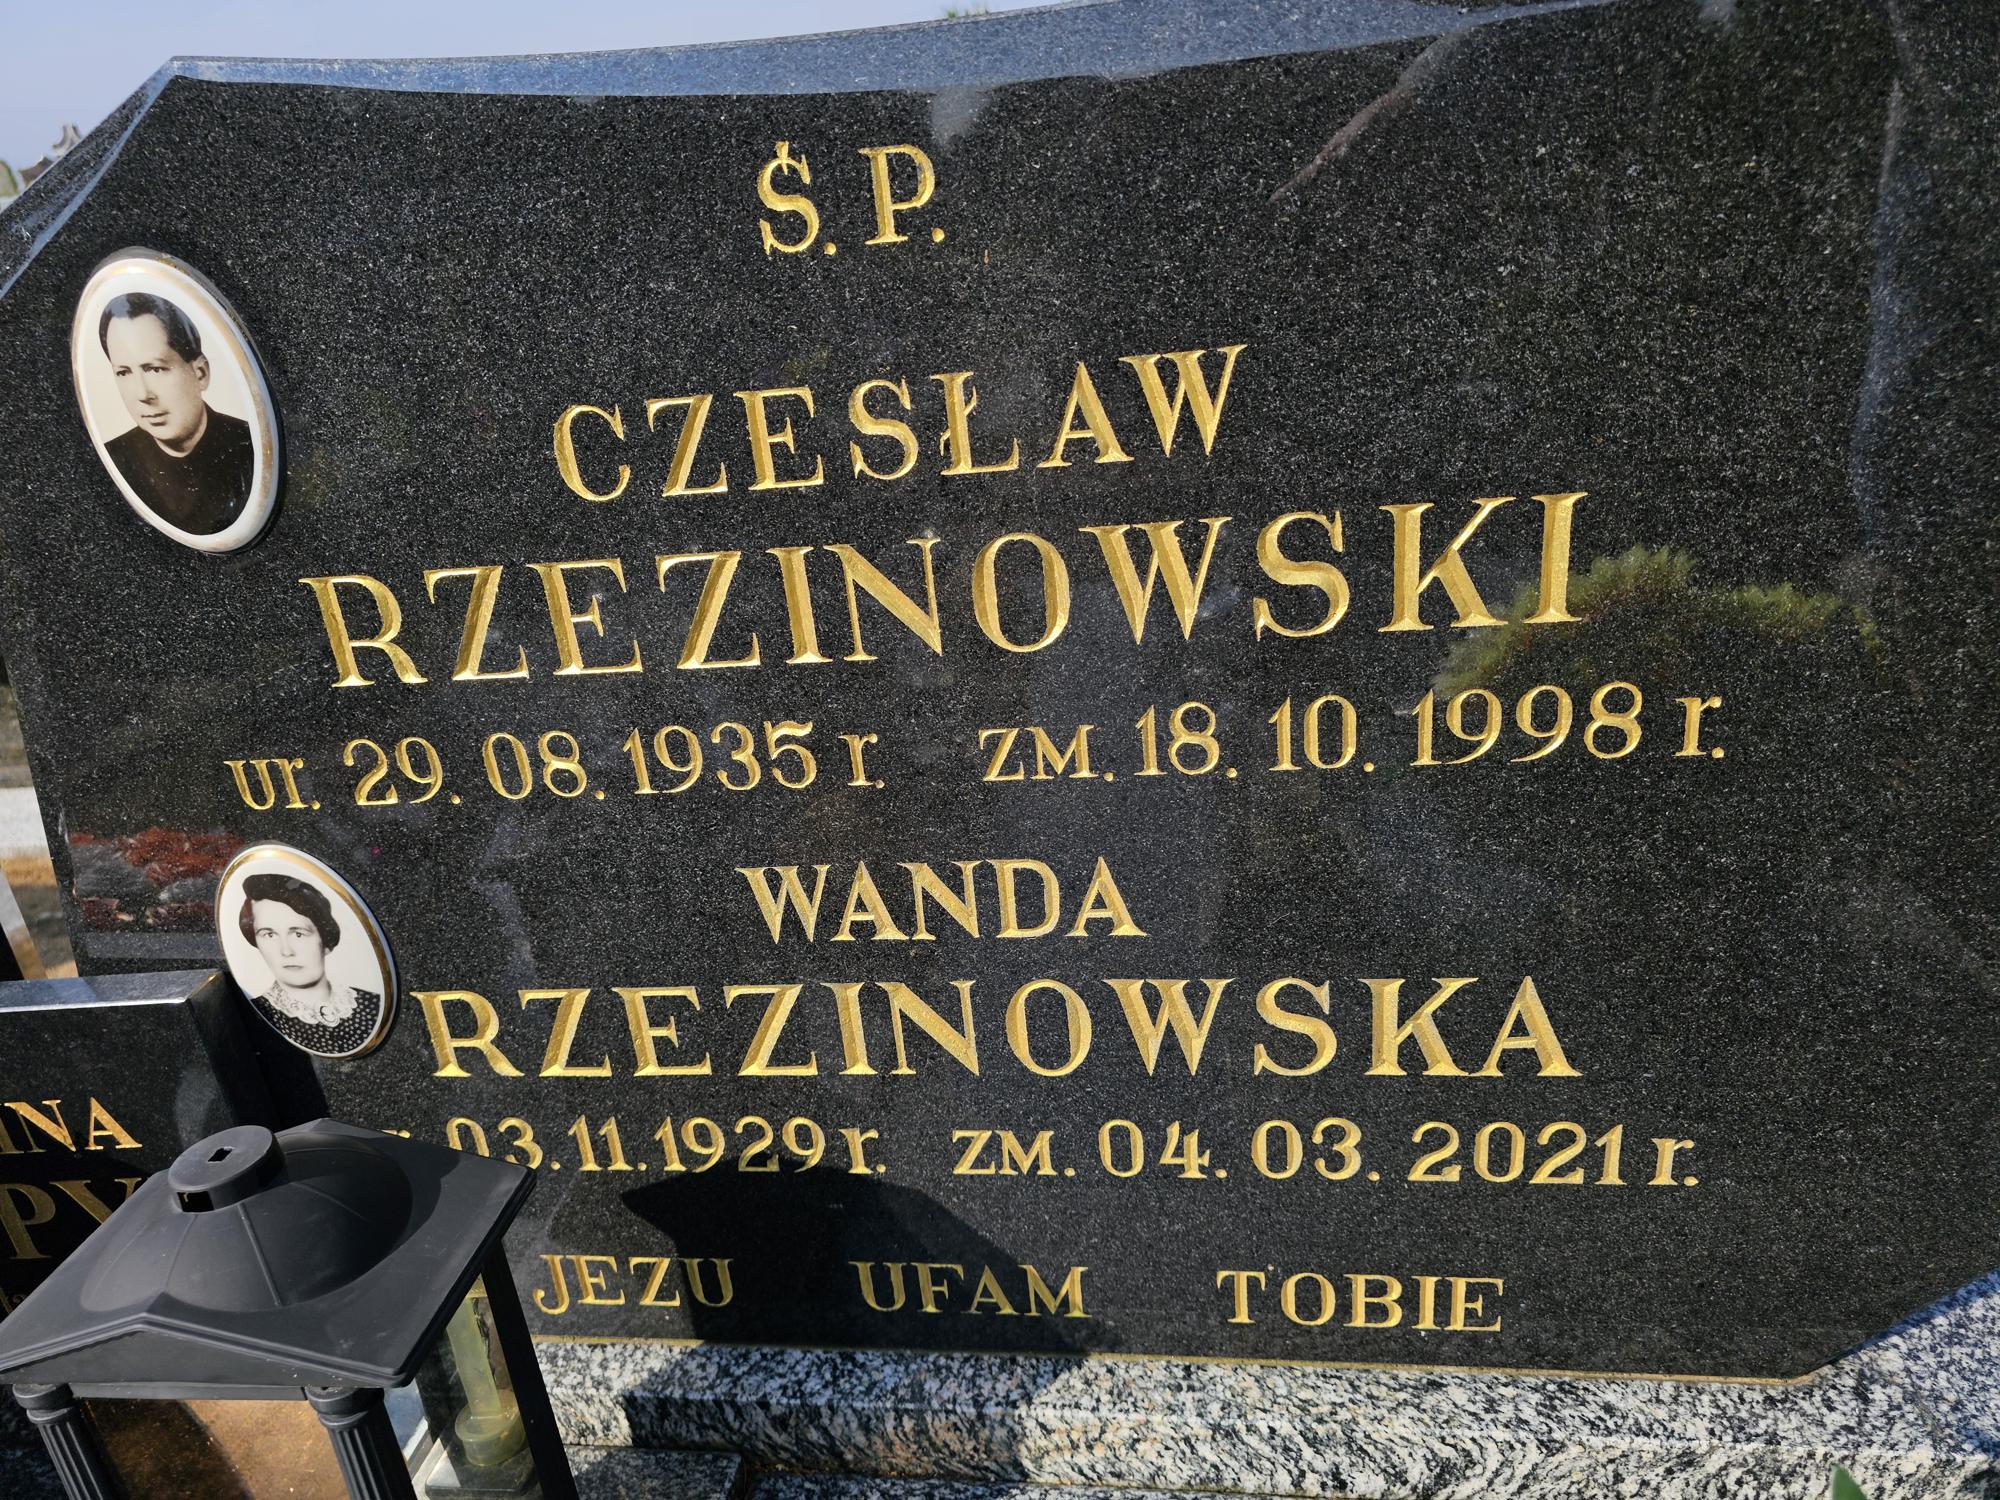 Ś. P.
CZESŁAW
RZEZINOWSKI
ur. 29. 08. 1935 r. ZM. 18. 10. 1998 r.
WANDA
RZEZINOWSKA
03. 11. 1929 r. ZM. 04. 03. 2021 r.
JEZU UFAM TOBIE